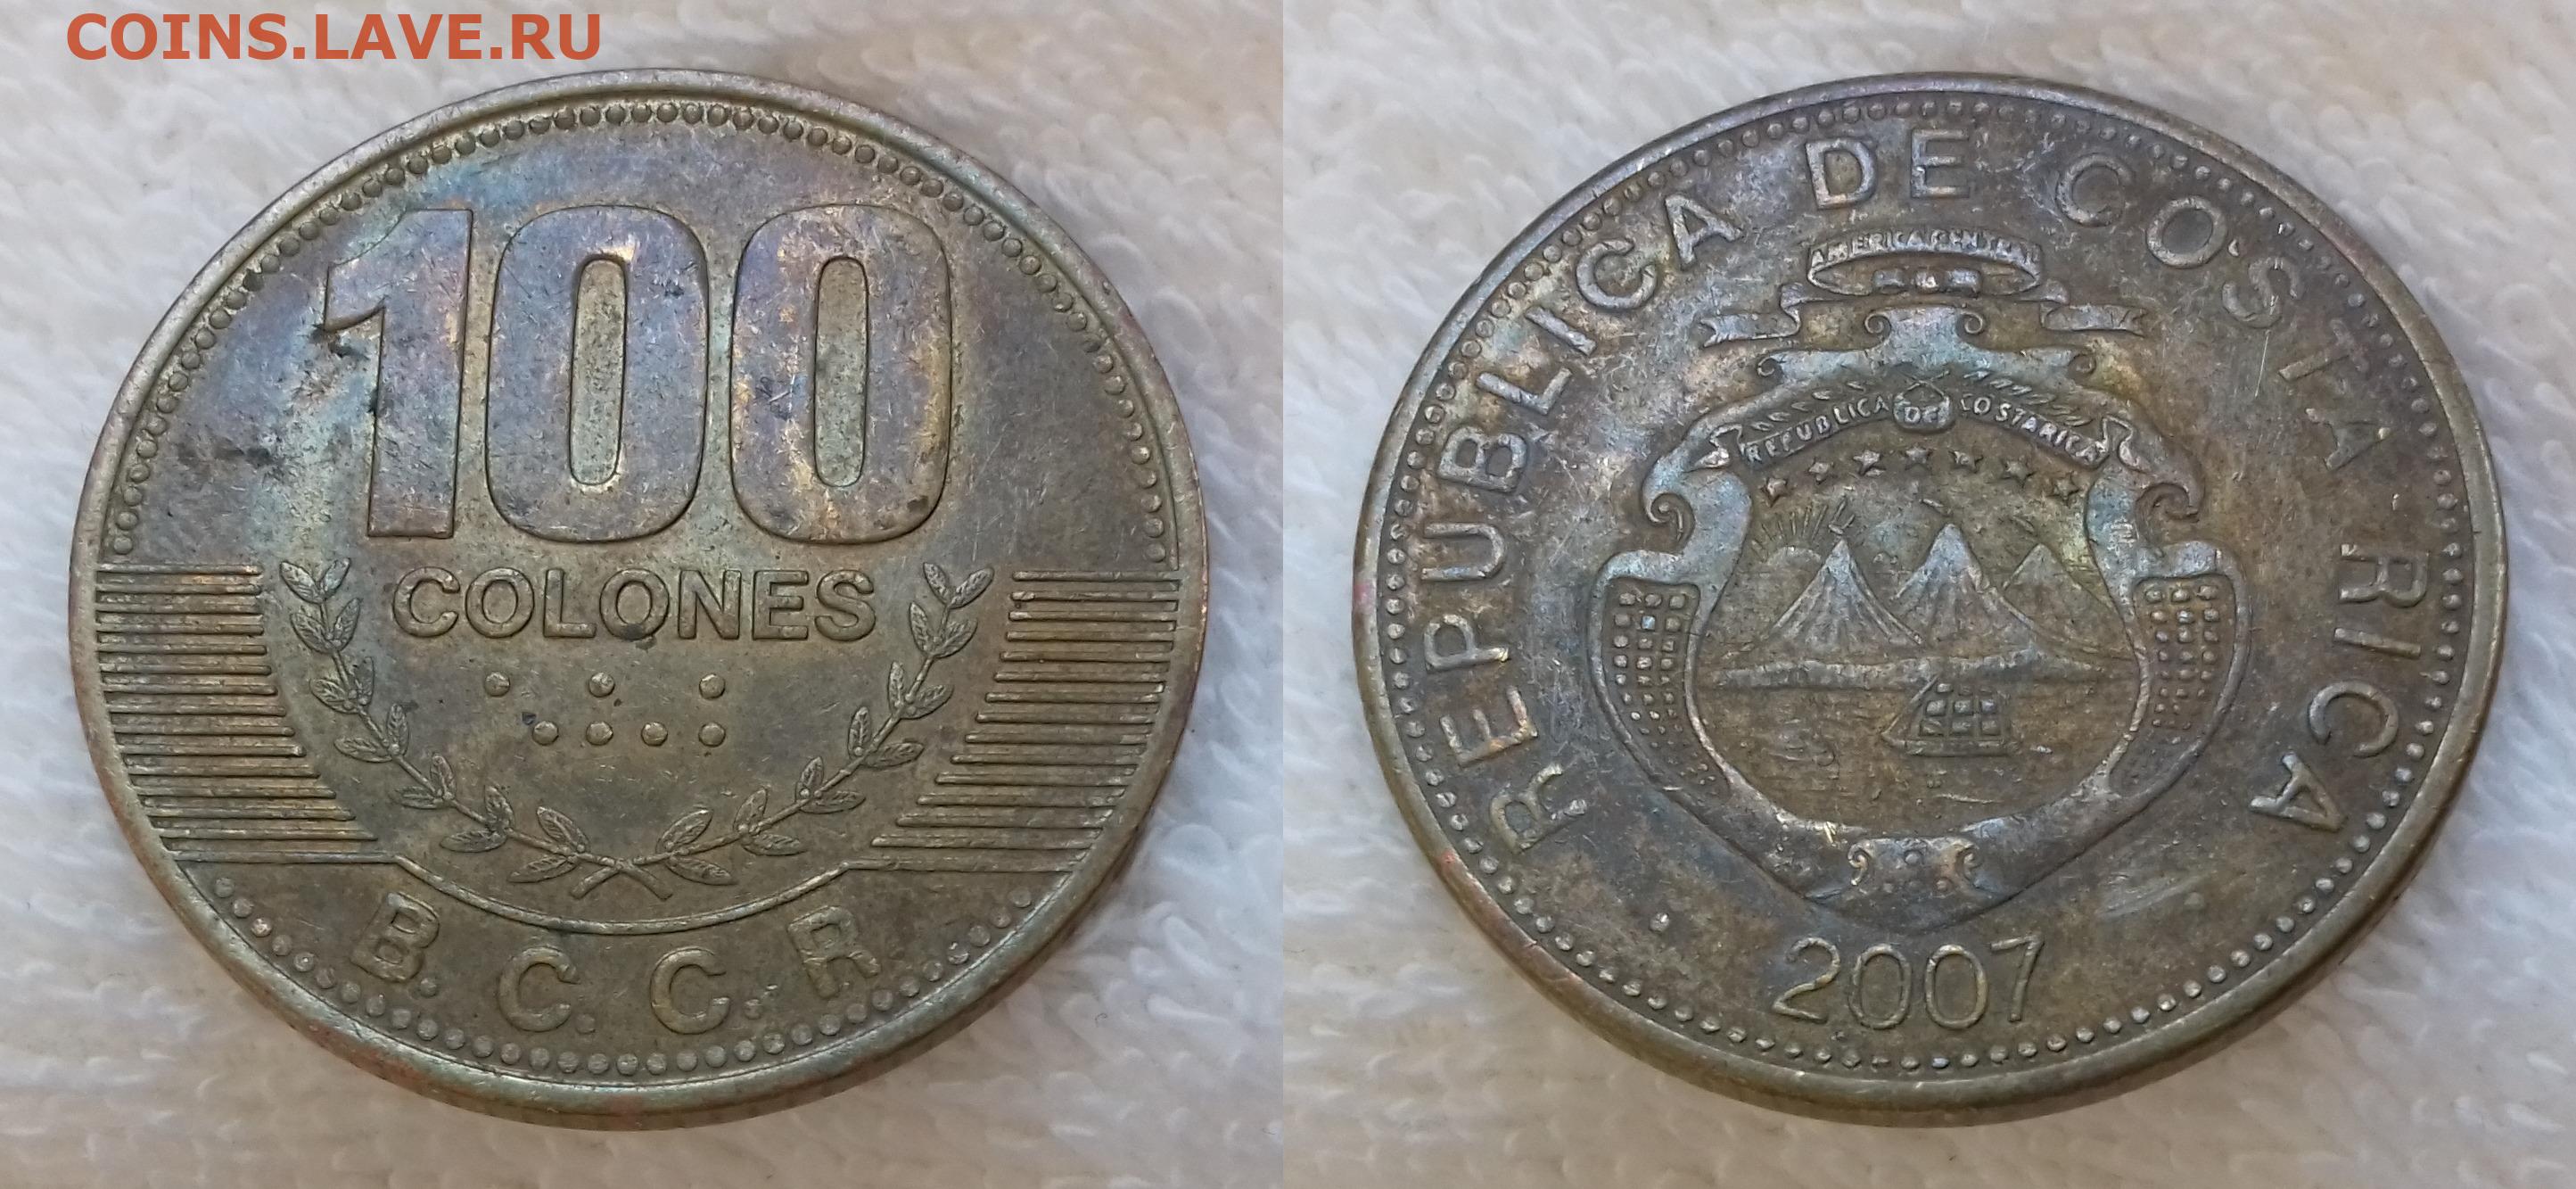 COINS.LAVE.RU
100
COLONES
B. C. C. R
REPUBLICA DE COSTA RICA
AMERICA CENTRAL
REPUBLICA DE COSTA RICA
2007